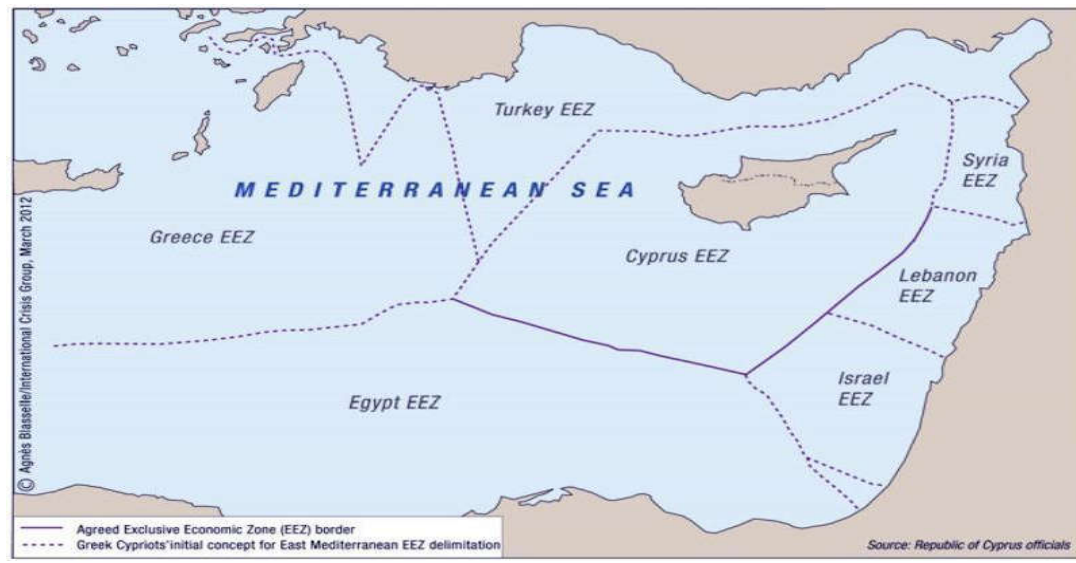 Turkey EEZ
MEDITERRANEAN SEA
Syria
EEZ
Greece EEZ
Cyprus EEZ
Lebanon
EEZ
Israel
EEZ
Egypt EEZ
© Agnès Blasselle/International Crisis Group, March 2012
Agreed Exclusive Economic Zone (EEZ) border
Greek Cypriots'initial concept for East Mediterranean EEZ delimitation
Source: Republic of Cyprus officials